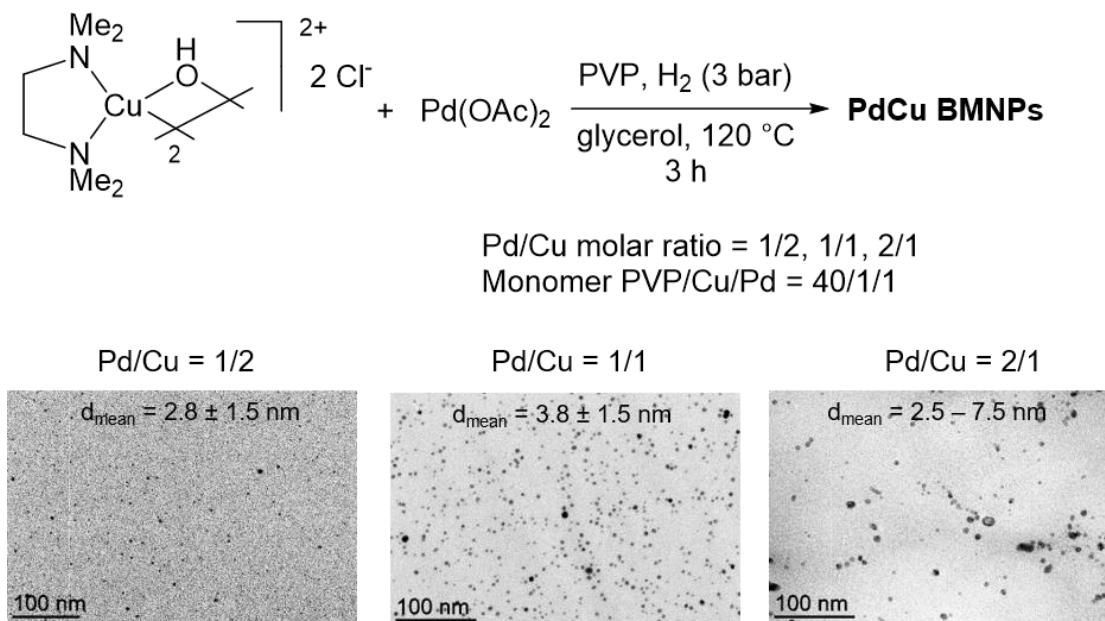 Me₂
N
Cu
H
O
N
Me₂
2
2+
2 Cl⁻
+
Pd(OAc)₂
PVP, H₂ (3 bar)
glycerol, 120 °C
3 h
PdCu BMNPs
Pd/Cu molar ratio = 1/2, 1/1, 2/1
Monomer PVP/Cu/Pd = 40/1/1
Pd/Cu = 1/2
Pd/Cu = 1/1
Pd/Cu = 2/1
d_mean = 2.8 ± 1.5 nm
d_mean = 3.8 ± 1.5 nm
d_mean = 2.5 – 7.5 nm
100 nm
100 nm
100 nm